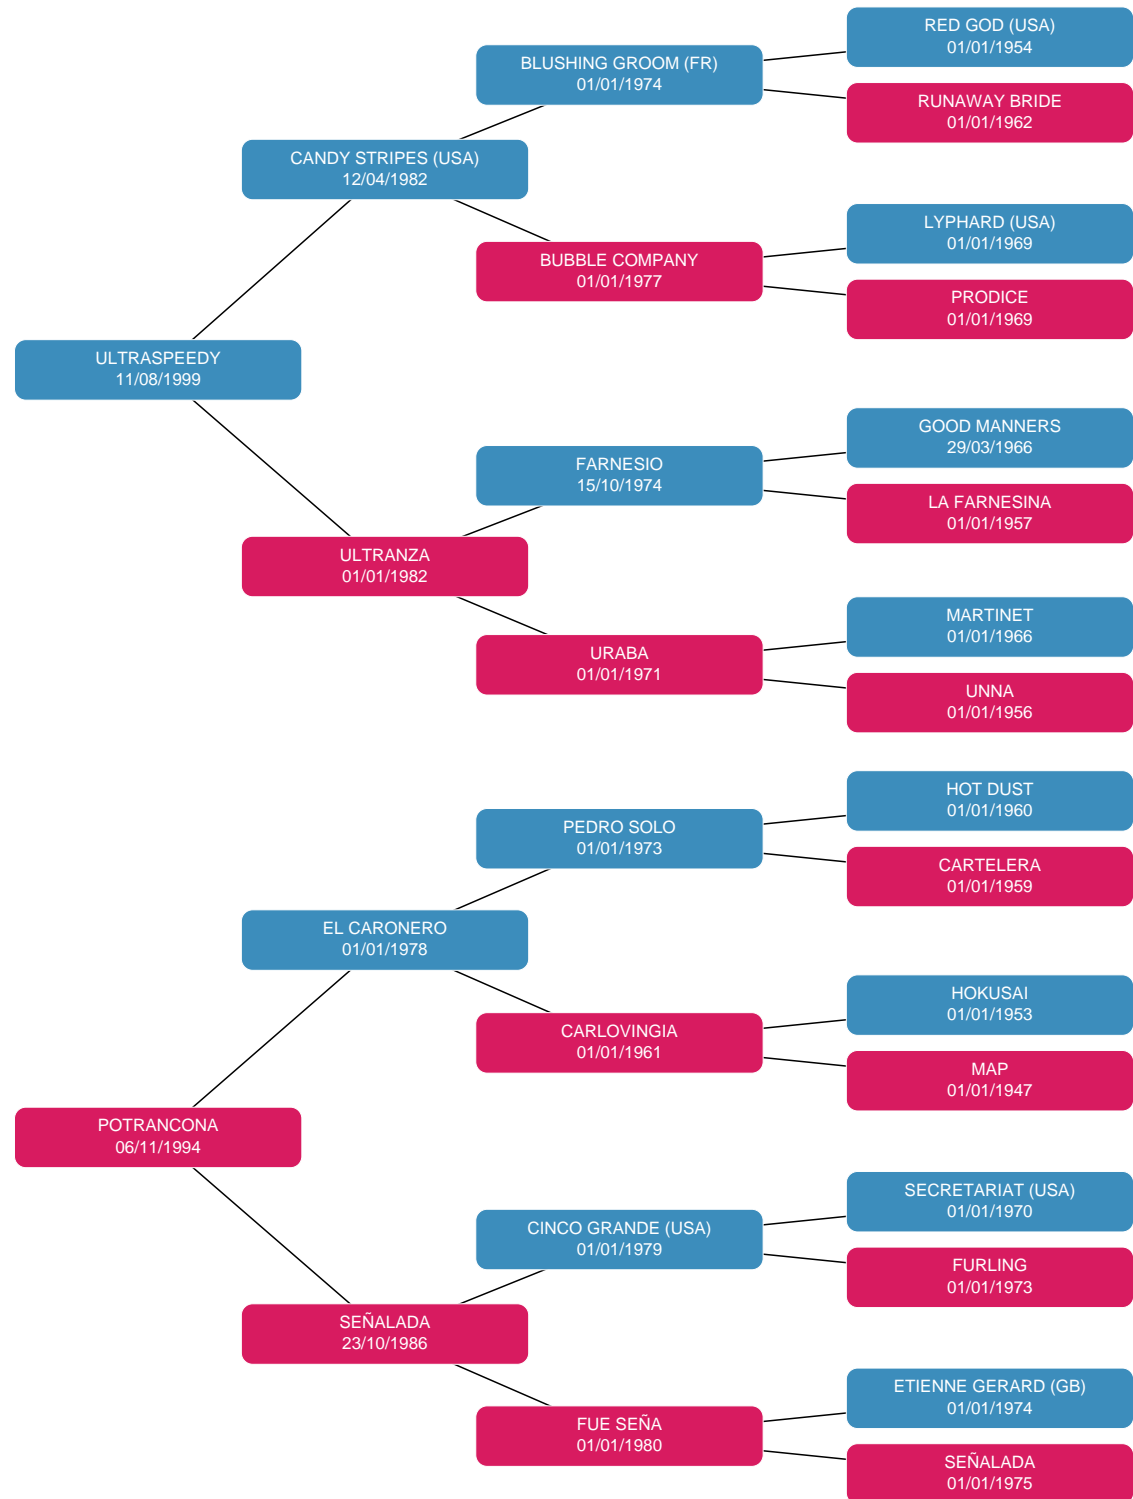 RED GOD (USA)
01/01/1954
BLUSHING GROOM (FR)
01/01/1974
RUNAWAY BRIDE
01/01/1962
CANDY STRIPES (USA)
12/04/1982
LYPHARD (USA)
01/01/1969
BUBBLE COMPANY
01/01/1977
PRODICE
01/01/1969
ULTRASPEEDY
11/08/1999
GOOD MANNERS
29/03/1966
FARNESIO
15/10/1974
LA FARNESINA
01/01/1957
ULTRANZA
01/01/1982
MARTINET
01/01/1966
URABA
01/01/1971
UNNA
01/01/1956
HOT DUST
01/01/1960
PEDRO SOLO
01/01/1973
CARTELERA
01/01/1959
EL CARONERO
01/01/1978
HOKUSAI
01/01/1953
CARLOVINGIA
01/01/1961
MAP
01/01/1947
POTRANCONA
06/11/1994
SECRETARIAT (USA)
01/01/1970
CINCO GRANDE (USA)
01/01/1979
FURLING
01/01/1973
SEÑALADA
23/10/1986
ETIENNE GERARD (GB)
01/01/1974
FUE SEÑA
01/01/1980
SEÑALADA
01/01/1975